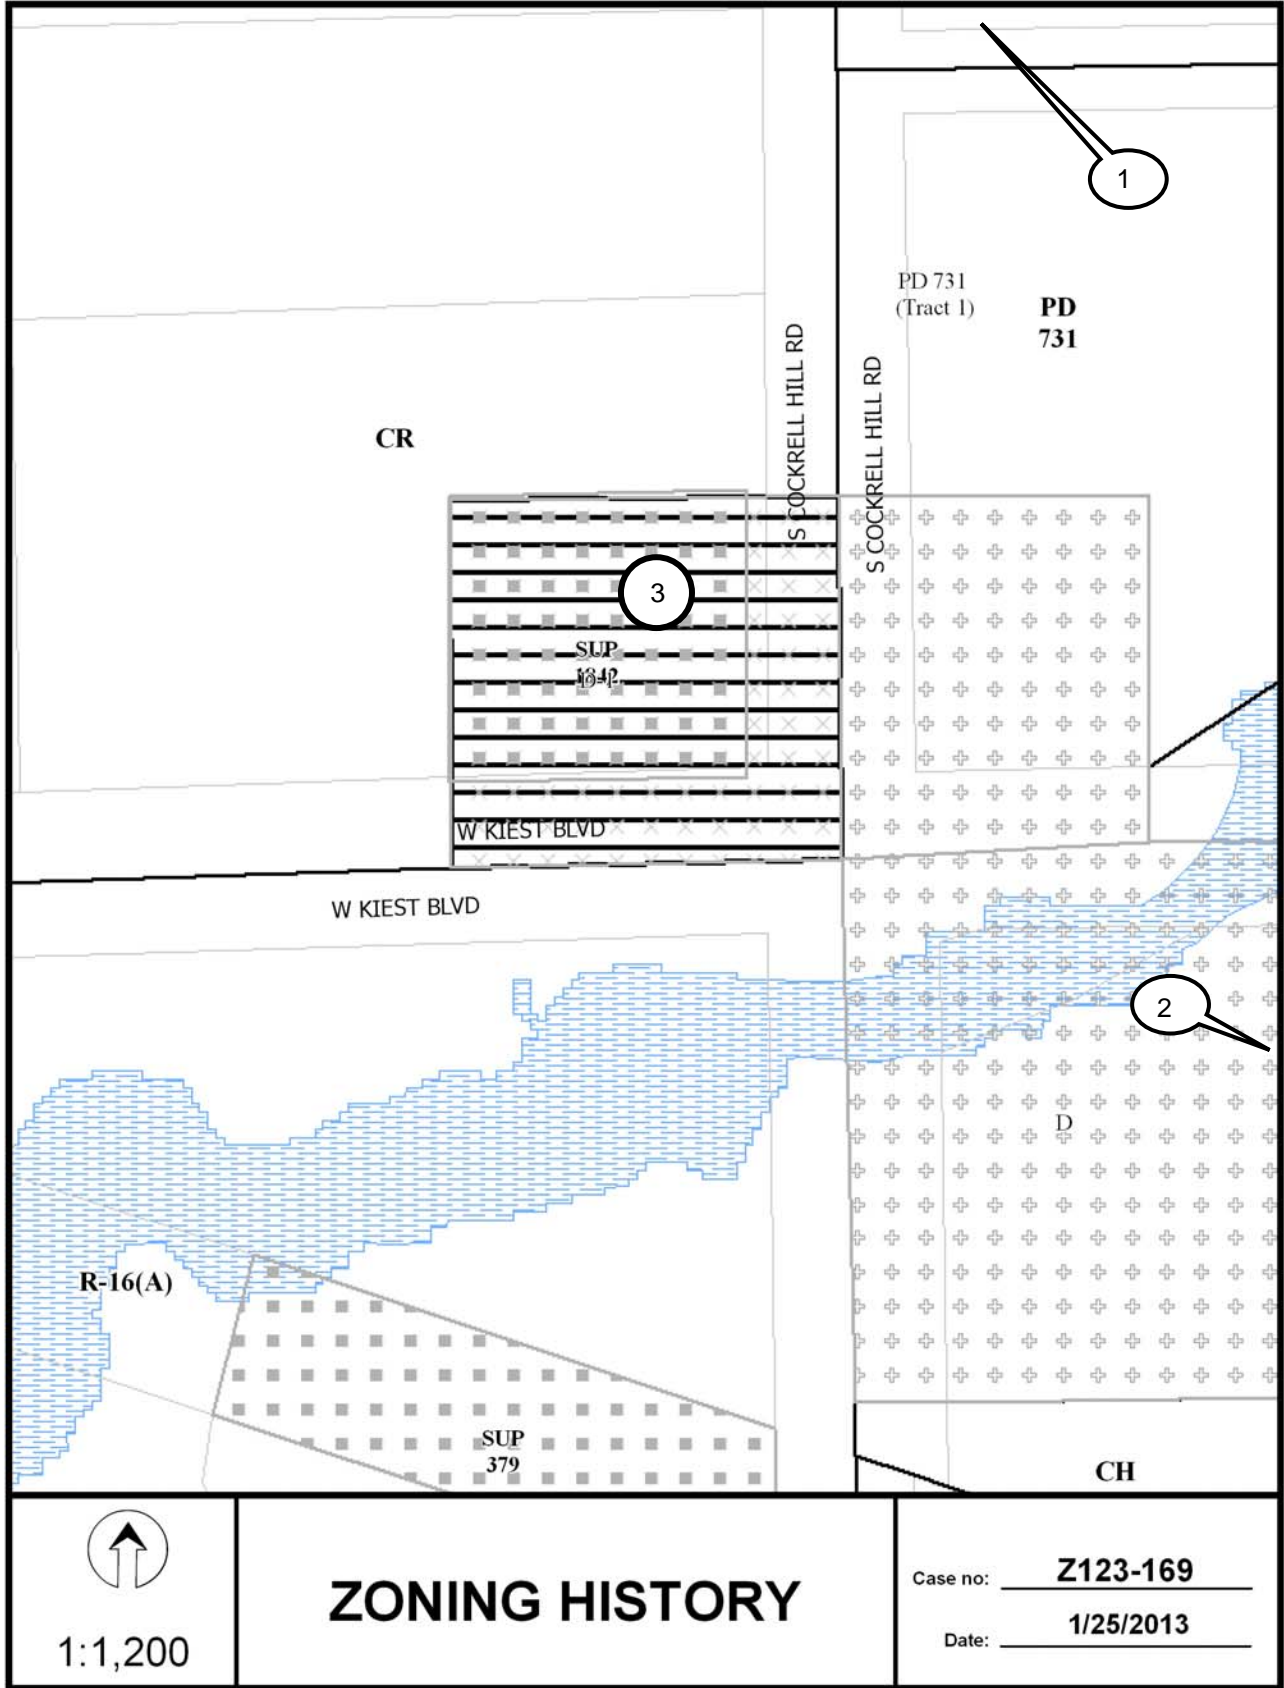 1
PD 731
(Tract 1)
PD
731
S COCKRELL HILL RD
S COCKRELL HILL RD
CR
3
SUP
W KIEST BLVD
W KIEST BLVD
2
D
R-16(A)
SUP
379
CH
1:1,200
ZONING HISTORY
Case no: Z123-169
Date: 1/25/2013